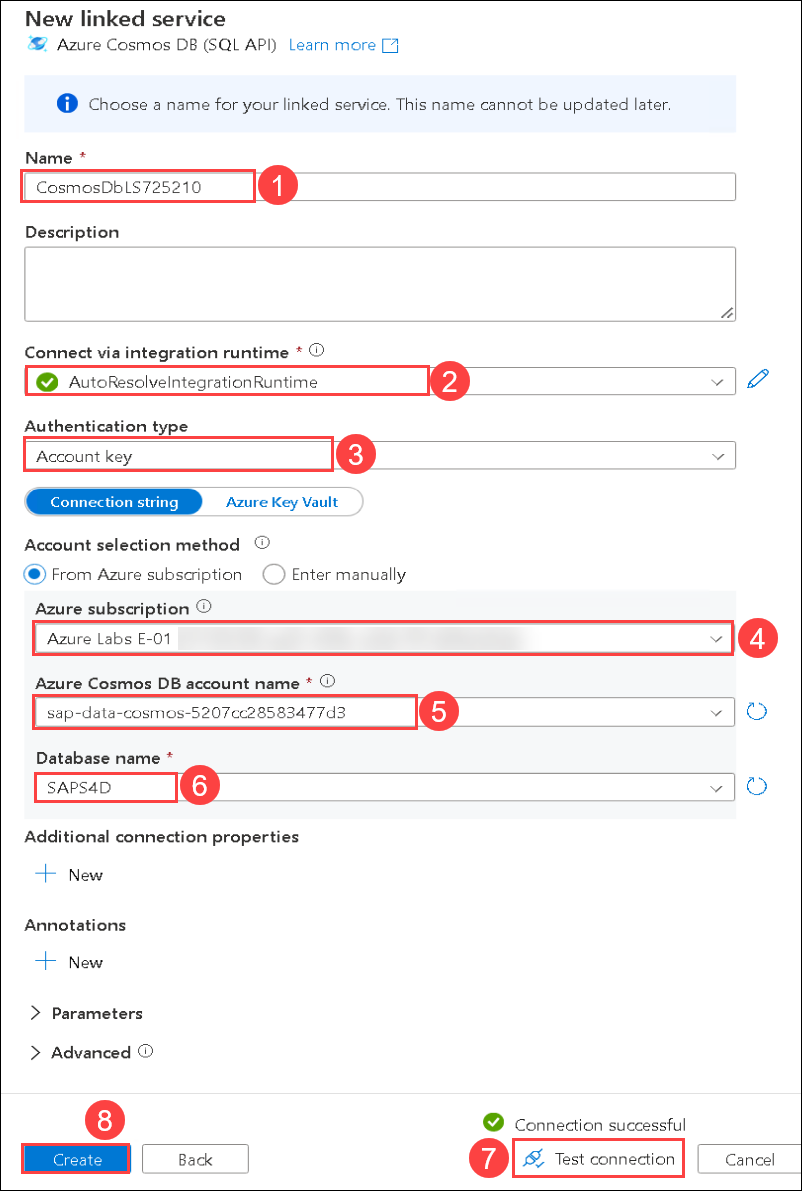 New linked service
Azure Cosmos DB (SQL API) Learn more
Choose a name for your linked service. This name cannot be updated later.
Name *
CosmosDbLS725210 1
Description
Connect via integration runtime *
AutoResolveIntegrationRuntime 2
Authentication type
Account key 3
Connection string Azure Key Vault
Account selection method
From Azure subscription Enter manually
Azure subscription
Azure Labs E-01 4
Azure Cosmos DB account name *
sap-data-cosmos-5207cc28583477d3 5
Database name *
SAPS4D 6
Additional connection properties
New
Annotations
New
Parameters
Advanced
8 Connection successful
Create Back 7 Test connection Cancel